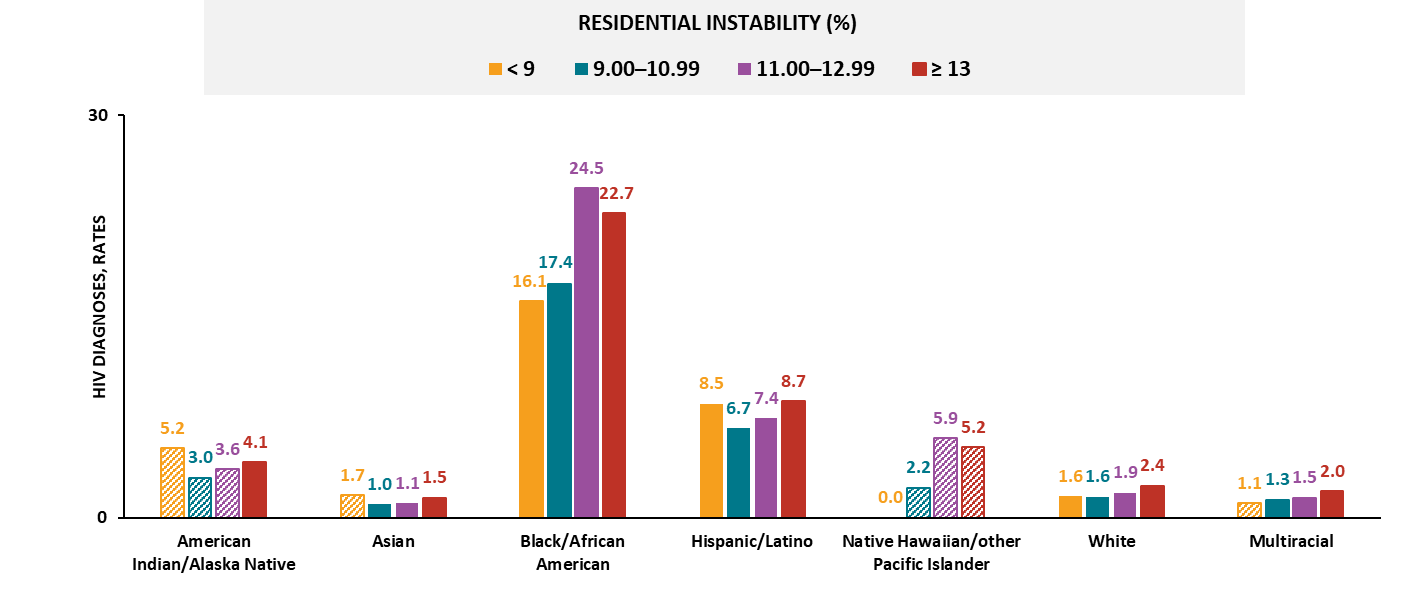 RESIDENTIAL INSTABILITY (%)
< 9 9.00–10.99 11.00–12.99 ≥ 13
30
HIV DIAGNOSES, RATES
0
5.2 3.0 3.6 4.1
1.7 1.0 1.1 1.5
16.1 17.4 24.5 22.7
8.5 6.7 7.4 8.7
0.0 2.2 5.9 5.2
1.6 1.6 1.9 2.4
1.1 1.3 1.5 2.0
American
Indian/Alaska Native
Asian
Black/African
American
Hispanic/Latino
Native Hawaiian/other
Pacific Islander
White
Multiracial